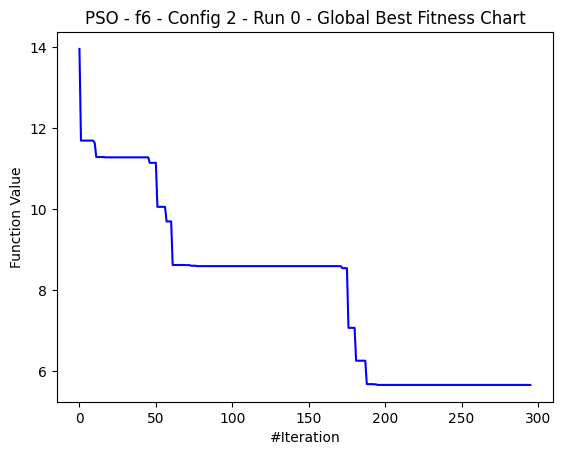 PSO - f6 - Config 2 - Run 0 - Global Best Fitness Chart
14
12
10
8
6
Function Value
0 50 100 150 200 250 300
#Iteration